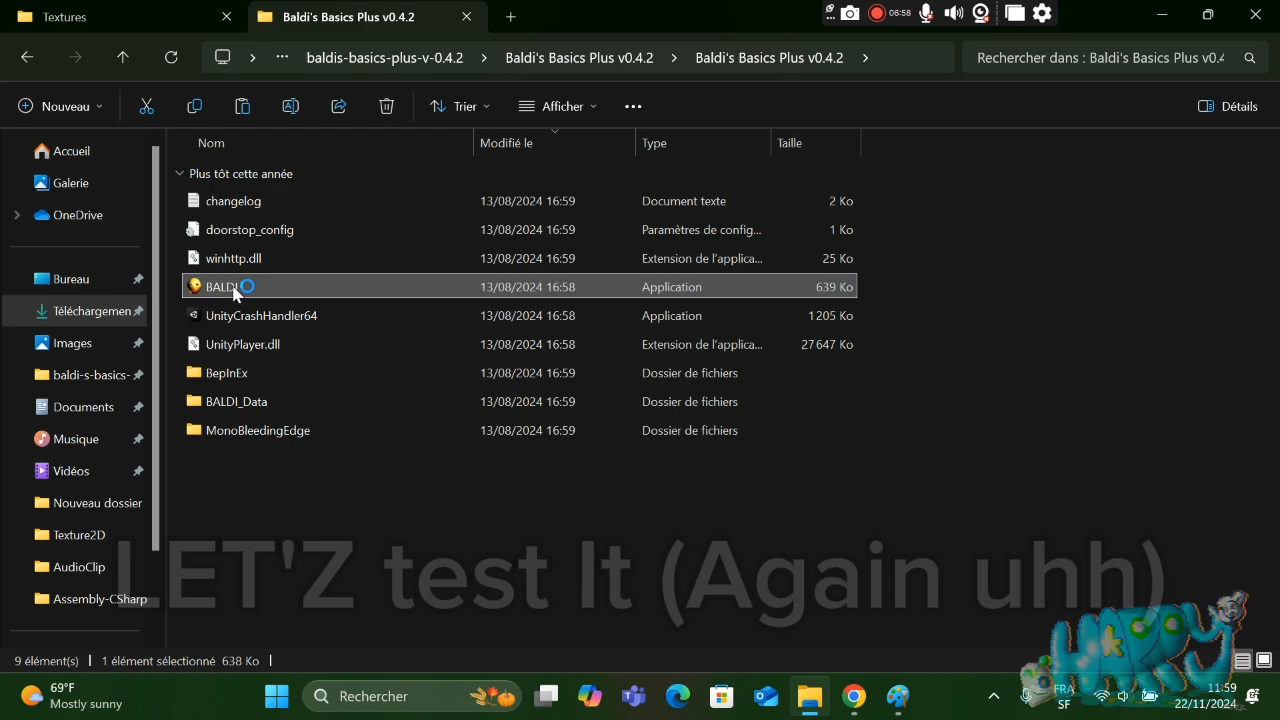 Textures
Baldi's Basics Plus v0.4.2
06:58
baldis-basics-plus-v-0.4.2 Baldi's Basics Plus v0.4.2 Baldi's Basics Plus v0.4.2
Rechercher dans : Baldi's Basics Plus v0.4
Nouveau Trier Afficher Détails
Nom Modifié le Type Taille
Plus tôt cette année
changelog 13/08/2024 16:59 Document texte 2 Ko
doorstop_config 13/08/2024 16:59 Paramètres de config... 1 Ko
winhttp.dll 13/08/2024 16:59 Extension de l'applica... 25 Ko
BALDI 13/08/2024 16:58 Application 639 Ko
UnityCrashHandler64 13/08/2024 16:58 Application 1 205 Ko
UnityPlayer.dll 13/08/2024 16:58 Extension de l'applica... 27 647 Ko
BepInEx 13/08/2024 16:59 Dossier de fichiers
BALDI_Data 13/08/2024 16:59 Dossier de fichiers
MonoBleedingEdge 13/08/2024 16:59 Dossier de fichiers
Accueil
Galerie
OneDrive
Bureau
Téléchargemen
Images
baldi-s-basics-
Documents
Musique
Vidéos
Nouveau dossier
Texture2D
AudioClip
Assembly-CSharp
LET'Z test It (Again uhh)
HARY
9 élément(s) 1 élément sélectionné 638 Ko
69°F
Mostly sunny
Rechercher
FRA
SF
11:59
22/11/2024